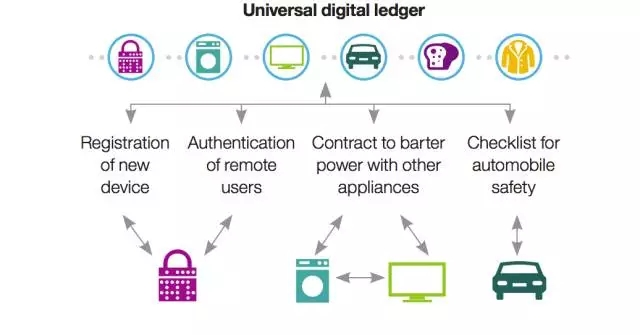 Universal digital ledger
Registration
of new
device
Authentication
of remote
users
Contract to barter
power with other
appliances
Checklist for
automobile
safety